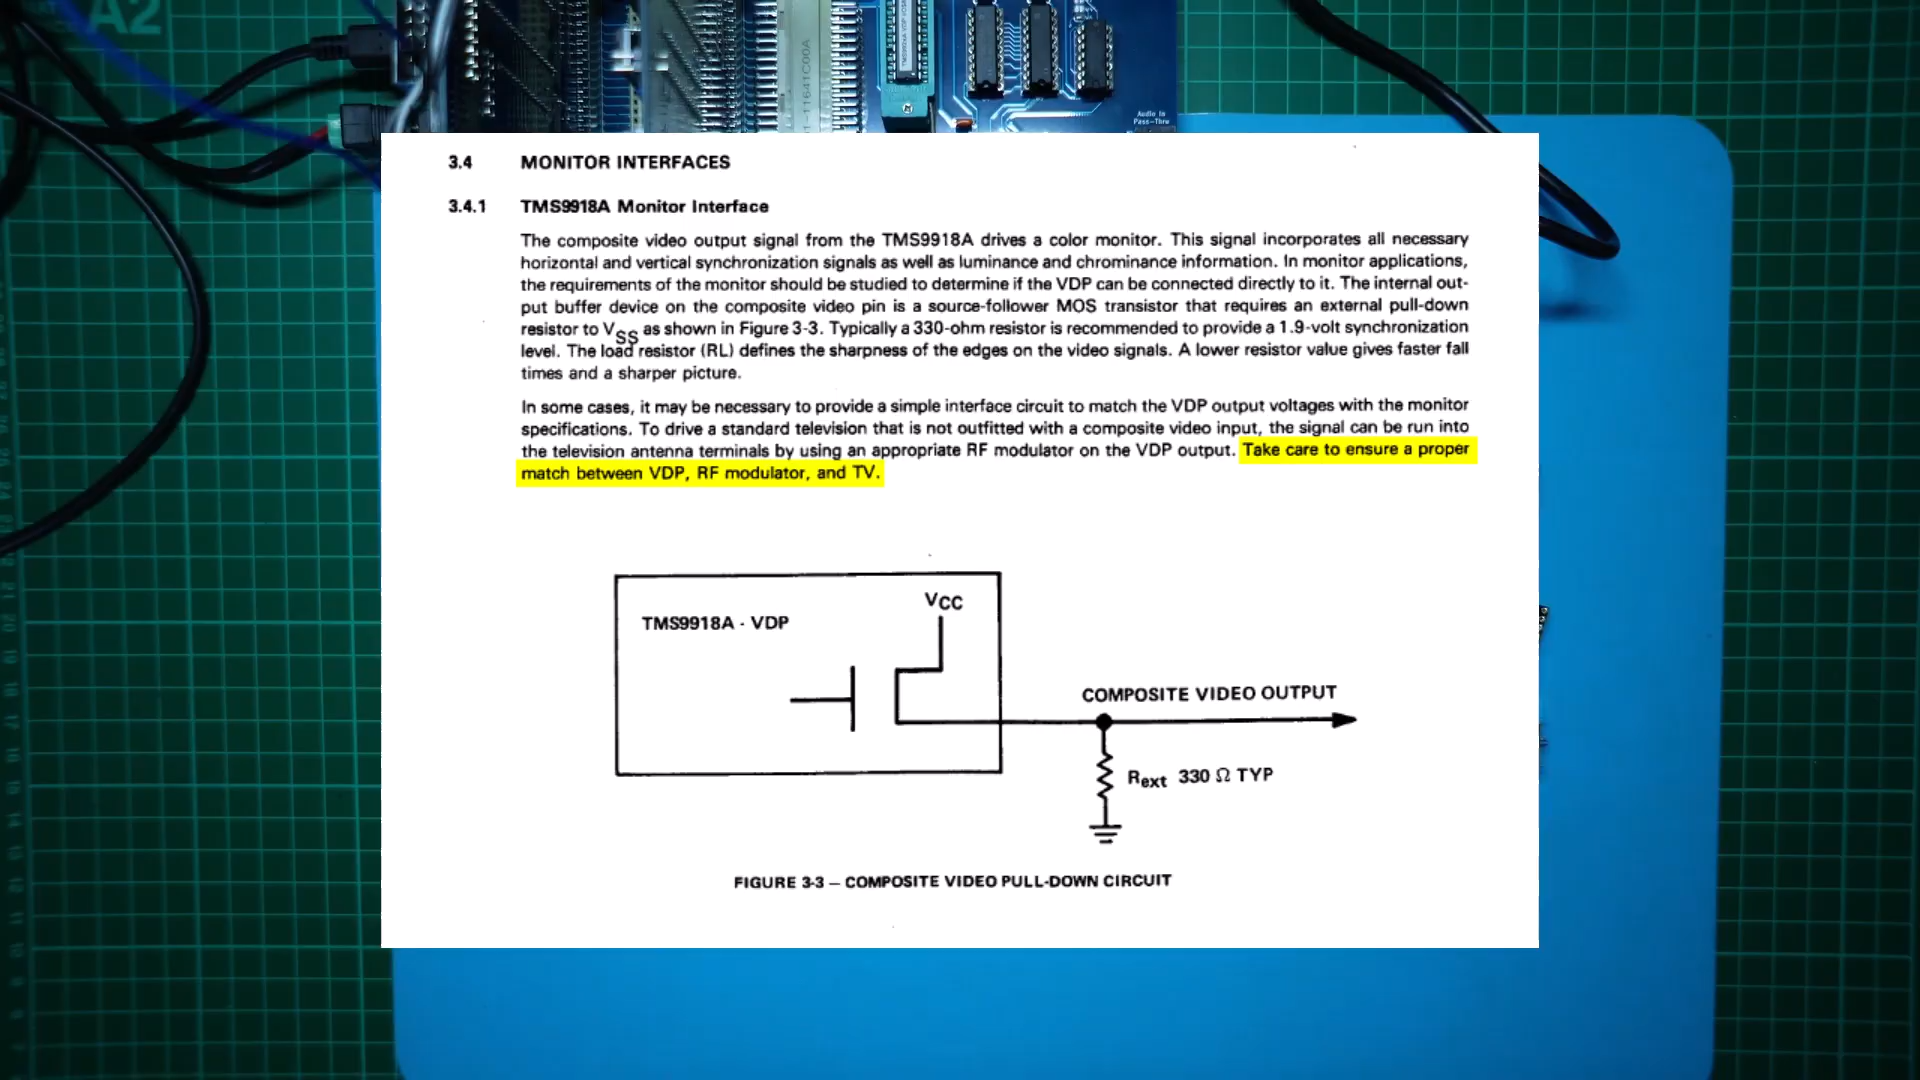 A2
11641C00A
Audio In
Pass-Thru
3.4 MONITOR INTERFACES
3.4.1 TMS9918A Monitor Interface
The composite video output signal from the TMS9918A drives a color monitor. This signal incorporates all necessary
horizontal and vertical synchronization signals as well as luminance and chrominance information. In monitor applications,
the requirements of the monitor should be studied to determine if the VDP can be connected directly to it. The internal out-
put buffer device on the composite video pin is a source-follower MOS transistor that requires an external pull-down
resistor to VSS as shown in Figure 3-3. Typically a 330-ohm resistor is recommended to provide a 1.9-volt synchronization
level. The load resistor (RL) defines the sharpness of the edges on the video signals. A lower resistor value gives faster fall
times and a sharper picture.
In some cases, it may be necessary to provide a simple interface circuit to match the VDP output voltages with the monitor
specifications. To drive a standard television that is not outfitted with a composite video input, the signal can be run into
the television antenna terminals by using an appropriate RF modulator on the VDP output. Take care to ensure a proper
match between VDP, RF modulator, and TV.
VCC
TMS9918A - VDP
COMPOSITE VIDEO OUTPUT
Rext 330 Ω TYP
FIGURE 3-3 — COMPOSITE VIDEO PULL-DOWN CIRCUIT